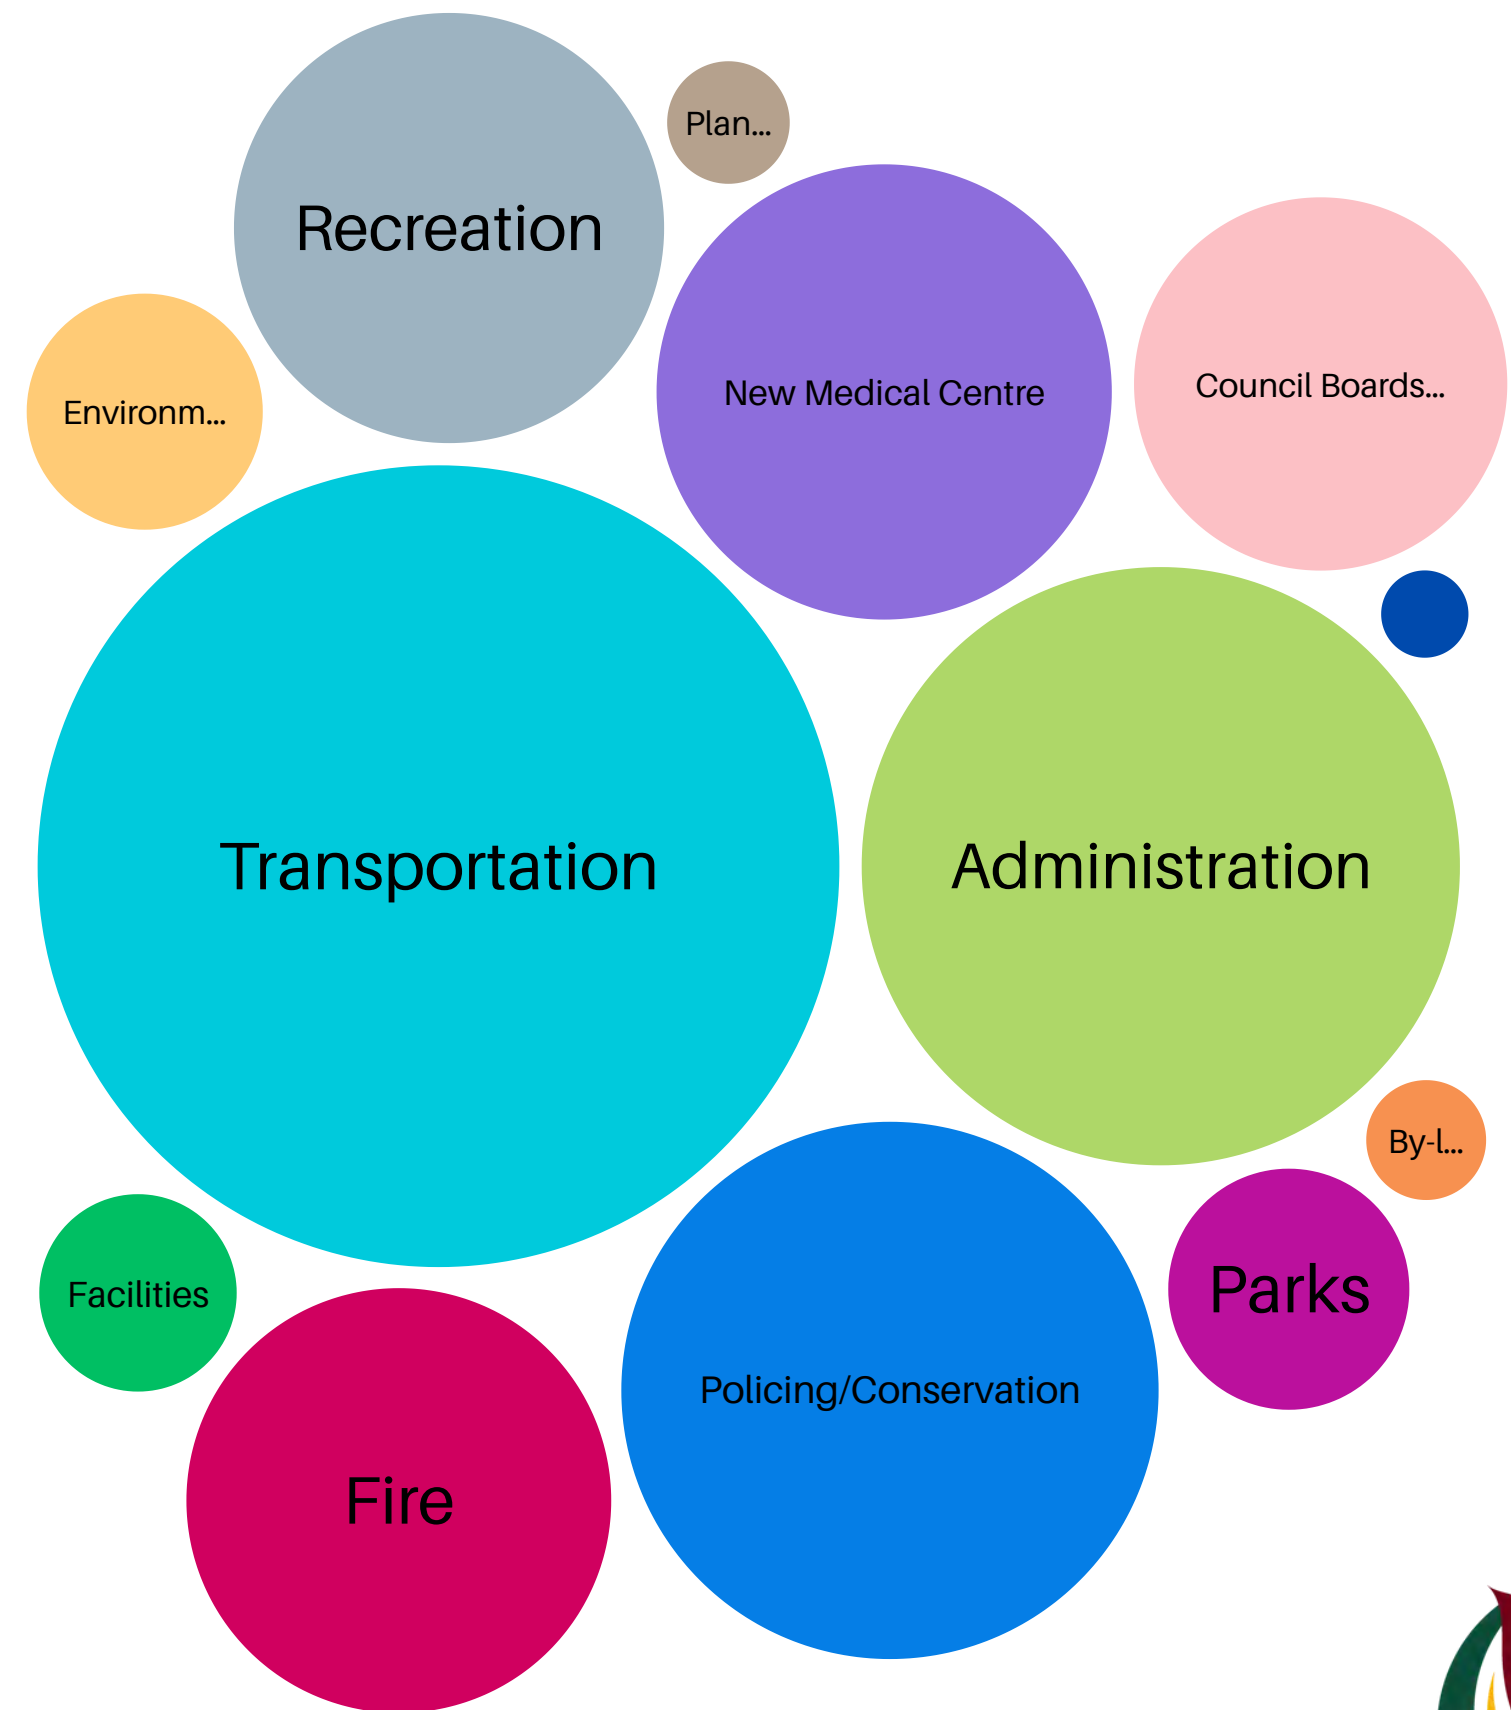 Plan...
Recreation
New Medical Centre
Council Boards...
Environm...
Transportation
Administration
By-l...
Facilities
Parks
Policing/Conservation
Fire